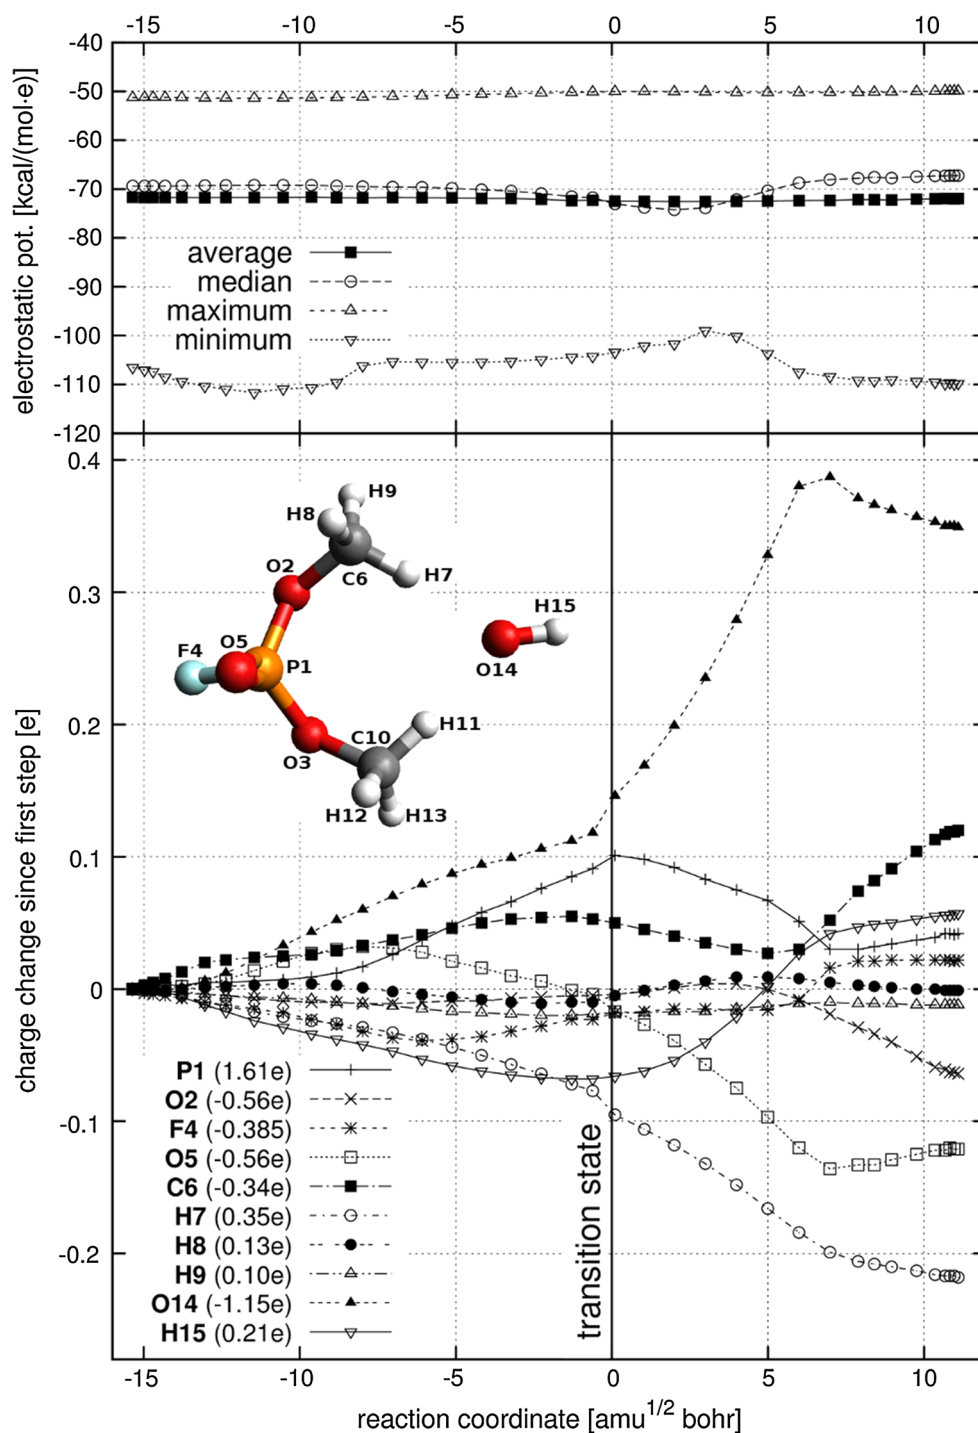 -15 -10 -5 0 5 10
-40
-50
-60
-70
-80
-90
-100
-110
-120
electrostatic pot. [kcal/(mol·e)]
average
median
maximum
minimum
0.4
0.3
0.2
0.1
0
-0.1
-0.2
charge change since first step [e]
H9
H8
O2
C6
H7
H15
F4
O5
P1
O14
C10
H11
O3
H12
H13
P1 (1.61e)
O2 (-0.56e)
F4 (-0.385)
O5 (-0.56e)
C6 (-0.34e)
H7 (0.35e)
H8 (0.13e)
H9 (0.10e)
O14 (-1.15e)
H15 (0.21e)
transition state
-15 -10 -5 0 5 10
reaction coordinate [amu^1/2 bohr]